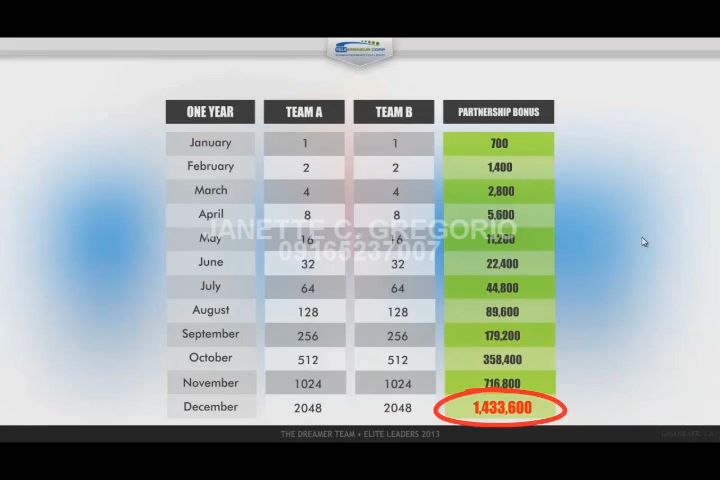 ONE YEAR TEAM A TEAM B PARTNERSHIP BONUS
January 1 1 700
February 2 2 1,400
March 4 4 2,800
April 8 8 5,600
JANETTE C. GREGORIO
May 16 16 11,200
09165237007
June 32 32 22,400
July 64 64 44,800
August 128 128 89,600
September 256 256 179,200
October 512 512 358,400
November 1024 1024 716,800
December 2048 2048 1,433,600
THE DREAMER TEAM • ELITE LEADERS 2013